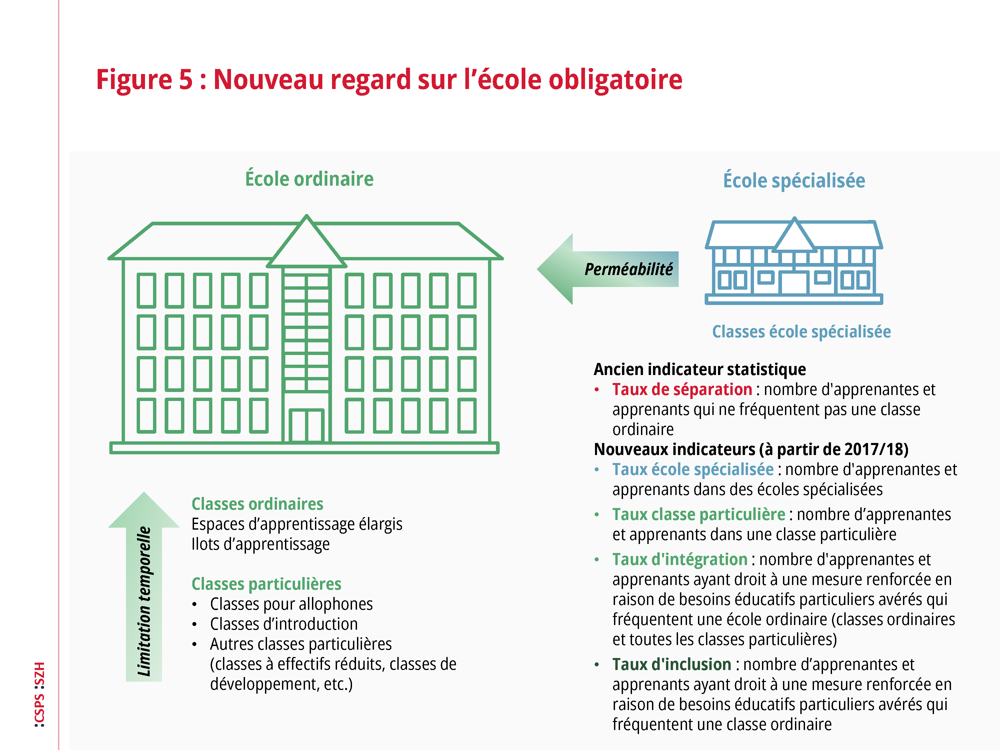 Figure 5 : Nouveau regard sur l’école obligatoire
École ordinaire
École spécialisée
Perméabilité
Classes école spécialisée
Ancien indicateur statistique
• Taux de séparation : nombre d'apprenantes et
apprenants qui ne fréquentent pas une classe
ordinaire
Nouveaux indicateurs (à partir de 2017/18)
• Taux école spécialisée : nombre d'apprenantes et
apprenants dans des écoles spécialisées
• Taux classe particulière : nombre d’apprenantes
et apprenants dans une classe particulière
• Taux d'intégration : nombre d'apprenantes et
apprenants ayant droit à une mesure renforcée en
raison de besoins éducatifs particuliers avérés qui
fréquentent une école ordinaire (classes ordinaires
et toutes les classes particulières)
• Taux d'inclusion : nombre d’apprenantes et
apprenants ayant droit à une mesure renforcée en
raison de besoins éducatifs particuliers avérés qui
fréquentent une classe ordinaire
Limitation temporelle
Classes ordinaires
Espaces d’apprentissage élargis
Ilots d’apprentissage
Classes particulières
• Classes pour allophones
• Classes d’introduction
• Autres classes particulières
(classes à effectifs réduits, classes de
développement, etc.)
::CSPS ::SZH